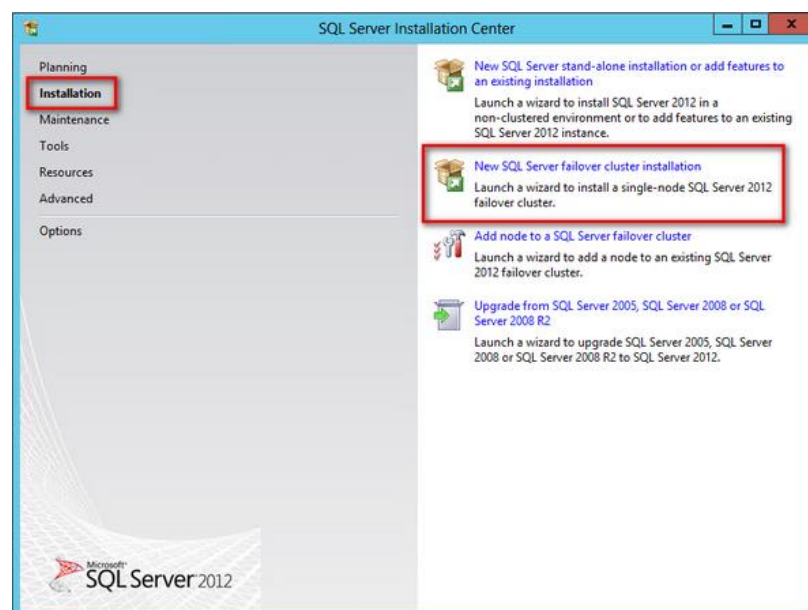 SQL Server Installation Center
Planning
Installation
Maintenance
Tools
Resources
Advanced
Options
New SQL Server stand-alone installation or add features to
an existing installation
Launch a wizard to install SQL Server 2012 in a
non-clustered environment or to add features to an existing
SQL Server 2012 instance.
New SQL Server failover cluster installation
Launch a wizard to install a single-node SQL Server 2012
failover cluster.
Add node to a SQL Server failover cluster
Launch a wizard to add a node to an existing SQL Server
2012 failover cluster.
Upgrade from SQL Server 2005, SQL Server 2008 or SQL
Server 2008 R2
Launch a wizard to upgrade SQL Server 2005, SQL Server
2008 or SQL Server 2008 R2 to SQL Server 2012.
Microsoft
SQL Server 2012